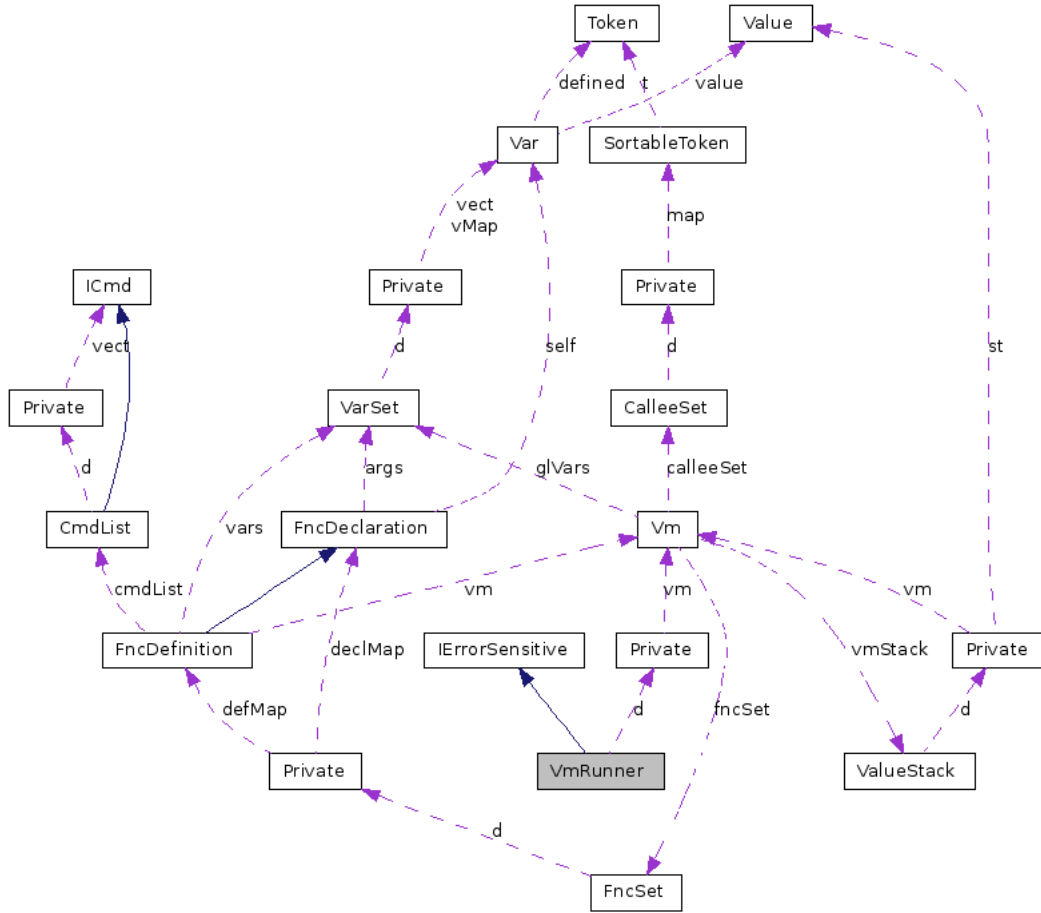 Token
Value
defined
t
value
Var
SortableToken
vect
vMap
map
ICmd
Private
Private
vect
d
self
d
st
Private
VarSet
CalleeSet
d
args
glVars
calleeSet
CmdList
vars
FncDeclaration
Vm
cmdList
vm
vm
vm
FncDefinition
declMap
IErrorSensitive
Private
vmStack
Private
defMap
d
fncSet
d
Private
VmRunner
ValueStack
d
FncSet